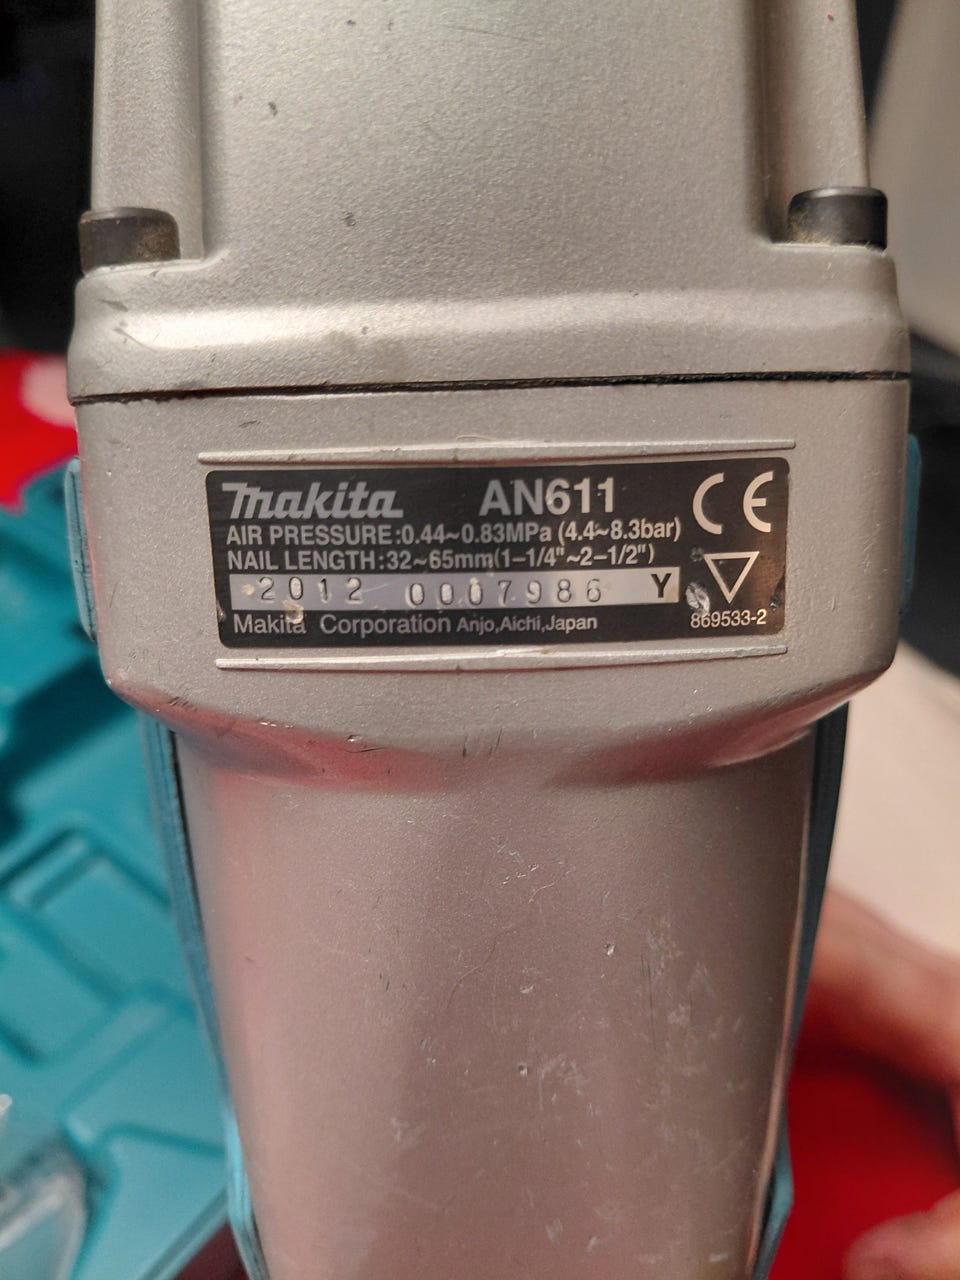 makita AN611 CE
AIR PRESSURE:0.44~0.83MPa (4.4~8.3bar)
NAIL LENGTH:32~65mm(1-1/4"~2-1/2")
2012 0007986 Y
Makita Corporation Anjo,Aichi,Japan
869533-2